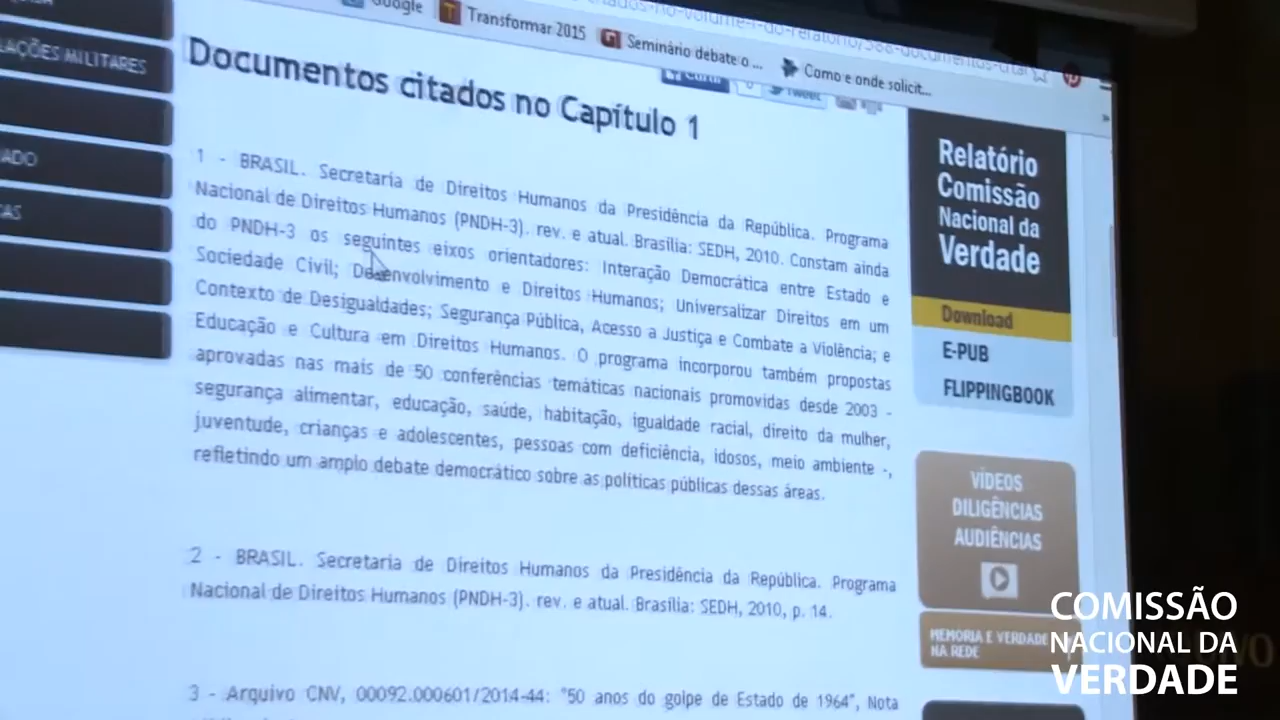 Google
Transformar 2015
Seminário debate o ...
Como e onde solicit...
LAÇÕES MILITARES
Documentos citados no Capítulo 1
1 - BRASIL. Secretaria de Direitos Humanos da Presidência da República. Programa
Nacional de Direitos Humanos (PNDH-3). rev. e atual. Brasília: SEDH, 2010. Constam ainda
do PNDH-3 os seguintes eixos orientadores: Interação Democrática entre Estado e
Sociedade Civil; Desenvolvimento e Direitos Humanos; Universalizar Direitos em um
Contexto de Desigualdades; Segurança Pública, Acesso a Justiça e Combate a Violência; e
Educação e Cultura em Direitos Humanos. O programa incorporou também propostas
aprovadas nas mais de 50 conferências temáticas nacionais promovidas desde 2003 -
segurança alimentar, educação, saúde, habitação, igualdade racial, direito da mulher,
juventude, crianças e adolescentes, pessoas com deficiência, idosos, meio ambiente -,
refletindo um amplo debate democrático sobre as políticas públicas dessas áreas.
2 - BRASIL. Secretaria de Direitos Humanos da Presidência da República. Programa
Nacional de Direitos Humanos (PNDH-3). rev. e atual. Brasília: SEDH, 2010, p. 14.
3 - Arquivo CNV, 00092.000601/2014-44: "50 anos do golpe de Estado de 1964", Nota
Relatório
Comissão
Nacional da
Verdade
Download
E-PUB
FLIPPINGBOOK
VÍDEOS
DILIGÊNCIAS
AUDIÊNCIAS
MEMÓRIA E VERDADE
NA REDE
COMISSÃO
NACIONAL DA
VERDADE